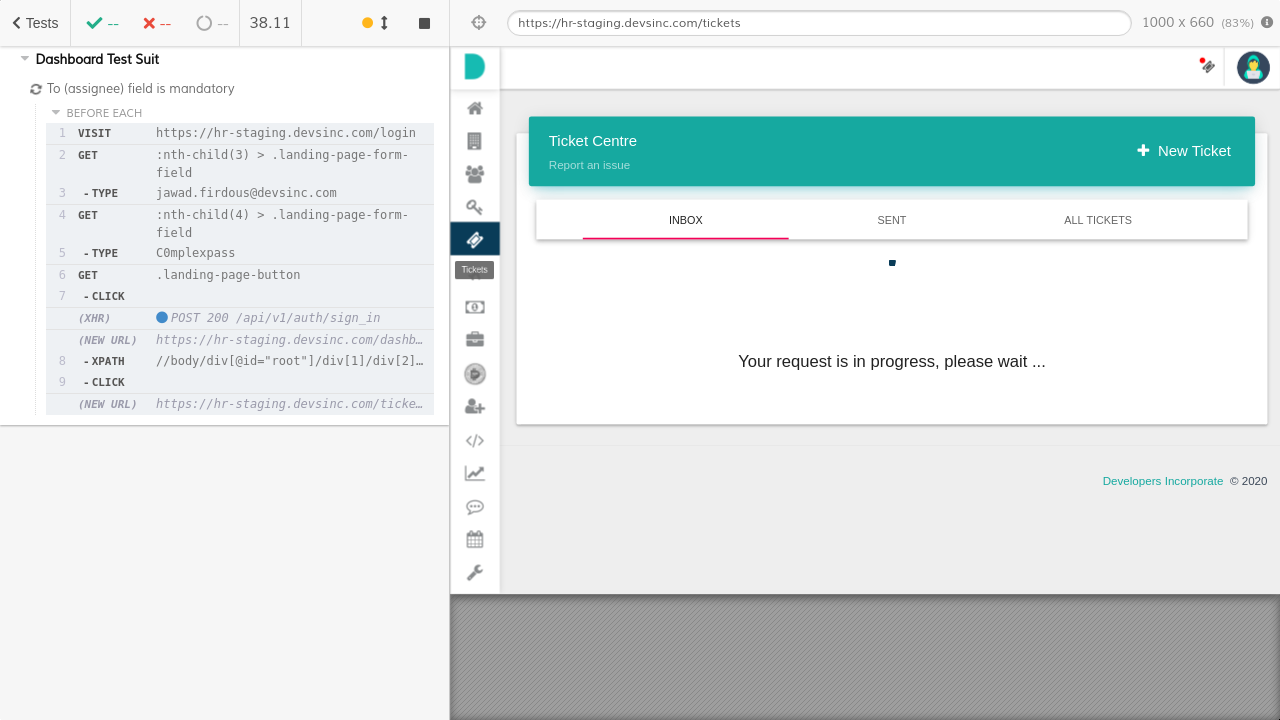 Tests
--
--
--
38.11
https://hr-staging.devsinc.com/tickets
1000 x 660 (83%)
Dashboard Test Suit
To (assignee) field is mandatory
BEFORE EACH
1 VISIT https://hr-staging.devsinc.com/login
2 GET :nth-child(3) > .landing-page-form-
field
3 - TYPE jawad.firdous@devsinc.com
4 GET :nth-child(4) > .landing-page-form-
field
5 - TYPE C0mplexpass
6 GET .landing-page-button
7 - CLICK
(XHR) POST 200 /api/v1/auth/sign_in
(NEW URL) https://hr-staging.devsinc.com/dashb…
8 - XPATH //body/div[@id="root"]/div[1]/div[2]…
9 - CLICK
(NEW URL) https://hr-staging.devsinc.com/ticke…
Tickets
Ticket Centre
Report an issue
New Ticket
INBOX
SENT
ALL TICKETS
Your request is in progress, please wait ...
Developers Incorporate © 2020